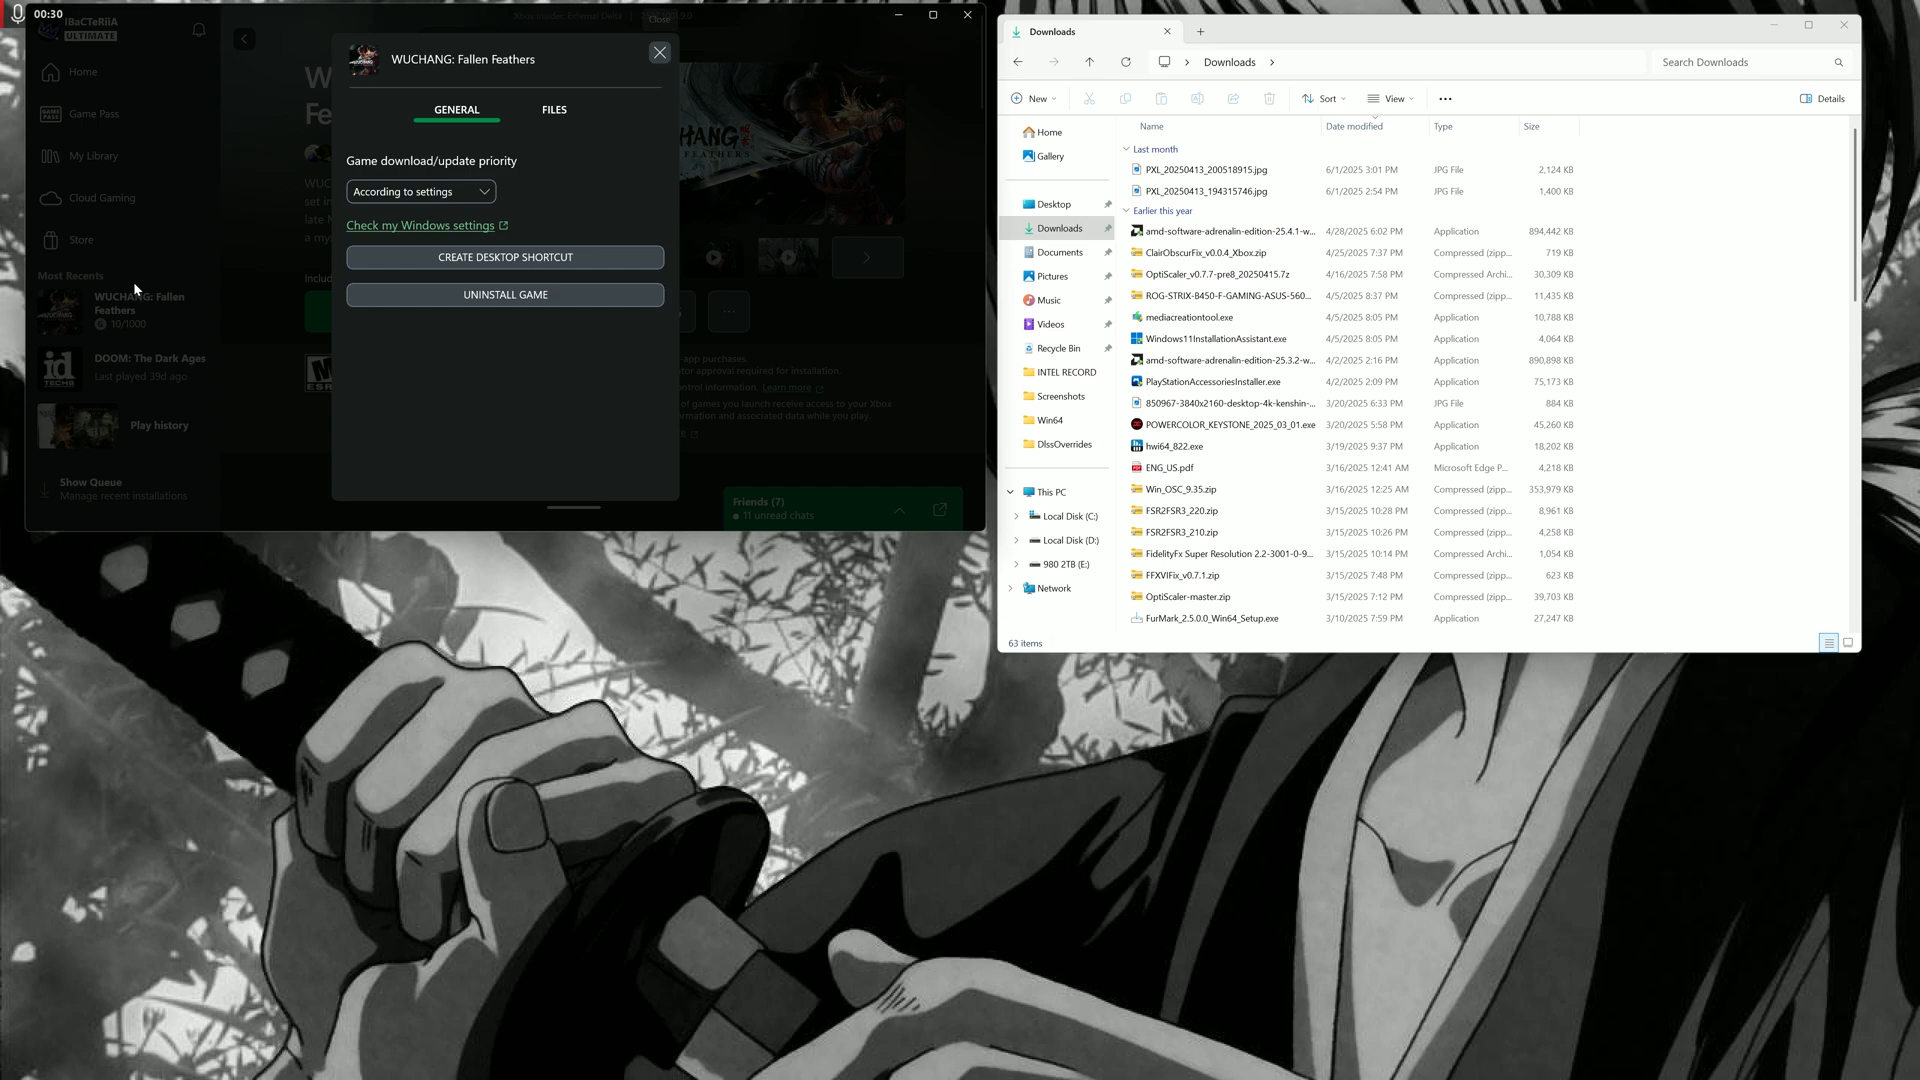 00:30
IBaCTeRiiA
ULTIMATE
Home
Game Pass
My Library
Cloud Gaming
Store
Most Recents
WUCHANG: Fallen
Feathers
10/1000
DOOM: The Dark Ages
Last played 39d ago
Play history
Show Queue
Manage recent installations
Close
WUCHANG: Fallen Feathers
GENERAL
FILES
Game download/update priority
According to settings
Check my Windows settings
CREATE DESKTOP SHORTCUT
UNINSTALL GAME
Friends (7)
11 unread chats
Downloads
Downloads
Search Downloads
New
Sort
View
Details
Home
Gallery
Desktop
Downloads
Documents
Pictures
Music
Videos
Recycle Bin
INTEL RECORD
Screenshots
Win64
DlssOverrides
This PC
Local Disk (C:)
Local Disk (D:)
980 2TB (E:)
Network
Name Date modified Type Size
Last month
PXL_20250413_200518915.jpg 6/1/2025 3:01 PM JPG File 2,124 KB
PXL_20250413_194315746.jpg 6/1/2025 2:54 PM JPG File 1,400 KB
Earlier this year
amd-software-adrenalin-edition-25.4.1-w... 4/28/2025 6:02 PM Application 894,442 KB
ClairObscurFix_v0.0.4_Xbox.zip 4/25/2025 7:37 PM Compressed (zipp... 719 KB
OptiScaler_v0.7.7-pre8_20250415.7z 4/16/2025 7:58 PM Compressed Archi... 30,309 KB
ROG-STRIX-B450-F-GAMING-ASUS-560... 4/5/2025 8:37 PM Compressed (zipp... 11,435 KB
mediacreationtool.exe 4/5/2025 8:05 PM Application 10,788 KB
Windows11InstallationAssistant.exe 4/5/2025 8:05 PM Application 4,064 KB
amd-software-adrenalin-edition-25.3.2-w... 4/2/2025 2:16 PM Application 890,898 KB
PlayStationAccessoriesInstaller.exe 4/2/2025 2:09 PM Application 75,173 KB
850967-3840x2160-desktop-4k-kenshin-... 3/20/2025 6:33 PM JPG File 884 KB
POWERCOLOR_KEYSTONE_2025_03_01.exe 3/20/2025 5:58 PM Application 45,260 KB
hwi64_822.exe 3/19/2025 9:37 PM Application 18,202 KB
ENG_US.pdf 3/16/2025 12:41 AM Microsoft Edge P... 4,218 KB
Win_OSC_9.35.zip 3/16/2025 12:25 AM Compressed (zipp... 353,979 KB
FSR2FSR3_220.zip 3/15/2025 10:28 PM Compressed (zipp... 8,961 KB
FSR2FSR3_210.zip 3/15/2025 10:26 PM Compressed (zipp... 4,258 KB
FidelityFx Super Resolution 2.2-3001-0-9... 3/15/2025 10:14 PM Compressed Archi... 1,054 KB
FFXVIFix_v0.7.1.zip 3/15/2025 7:48 PM Compressed (zipp... 623 KB
OptiScaler-master.zip 3/15/2025 7:12 PM Compressed (zipp... 39,703 KB
FurMark_2.5.0.0_Win64_Setup.exe 3/10/2025 7:59 PM Application 27,247 KB
63 items